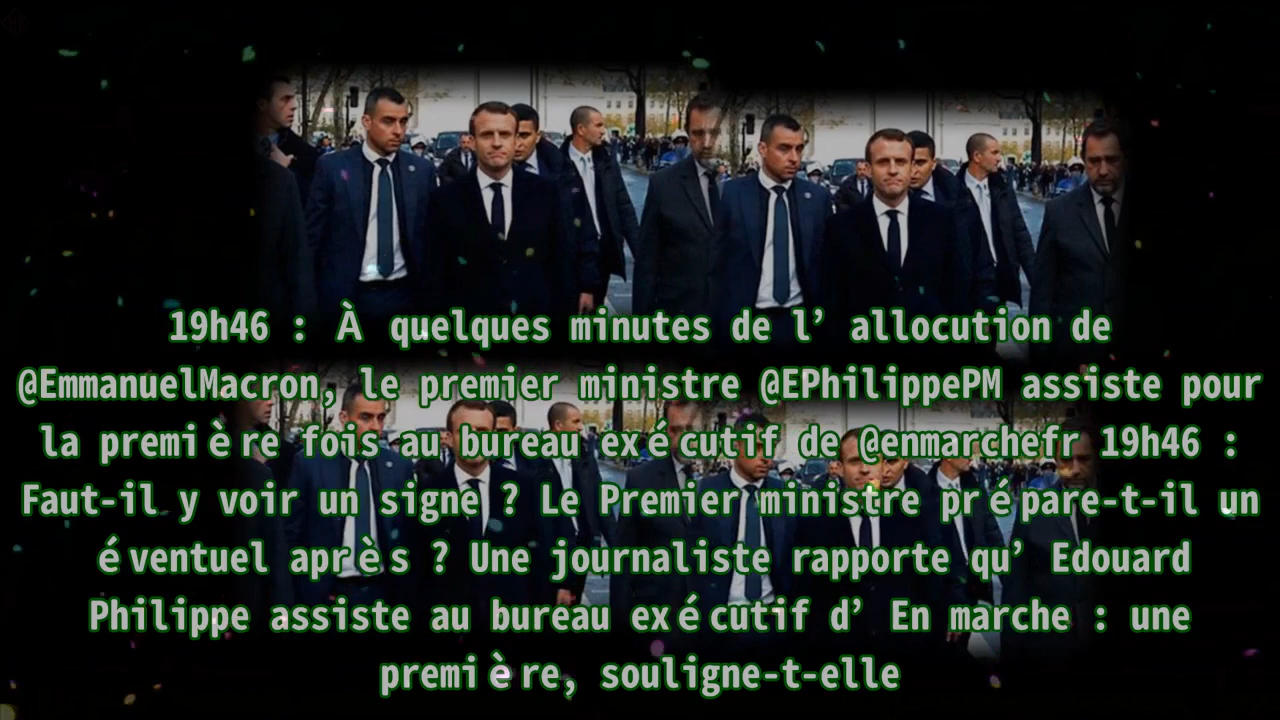 19h46 : À quelques minutes de l’ allocution de
@EmmanuelMacron, le premier ministre @EPhilippePM assiste pour
la première fois au bureau exécutif de @enmarchefr 19h46 :
Faut-il y voir un signe ? Le Premier ministre prépare-t-il un
éventuel après ? Une journaliste rapporte qu’ Edouard
Philippe assiste au bureau exécutif d’ En marche : une
première, souligne-t-elle